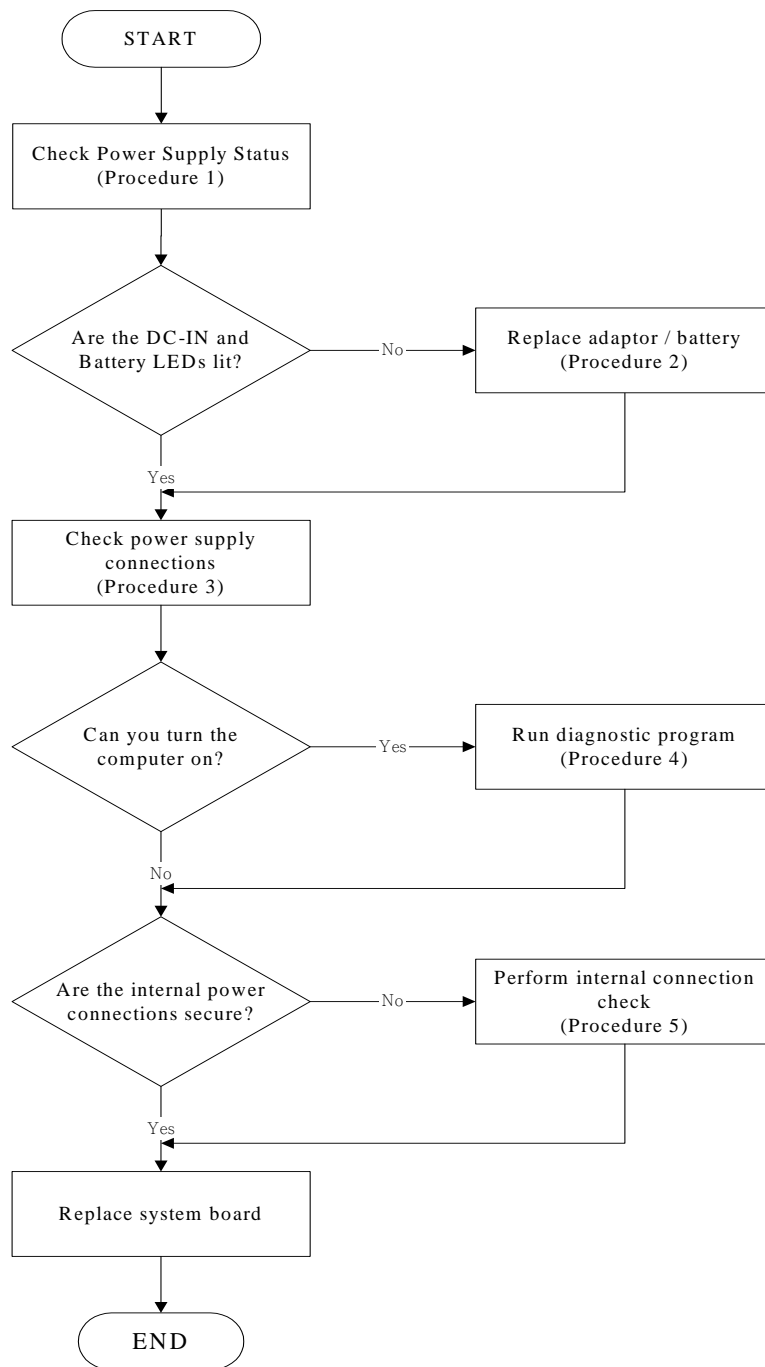 START
Check Power Supply Status
(Procedure 1)
Are the DC-IN and
Battery LEDs lit?
No
Replace adaptor / battery
(Procedure 2)
Yes
Check power supply
connections
(Procedure 3)
Can you turn the
computer on?
Yes
Run diagnostic program
(Procedure 4)
No
Are the internal power
connections secure?
No
Perform internal connection
check
(Procedure 5)
Yes
Replace system board
END